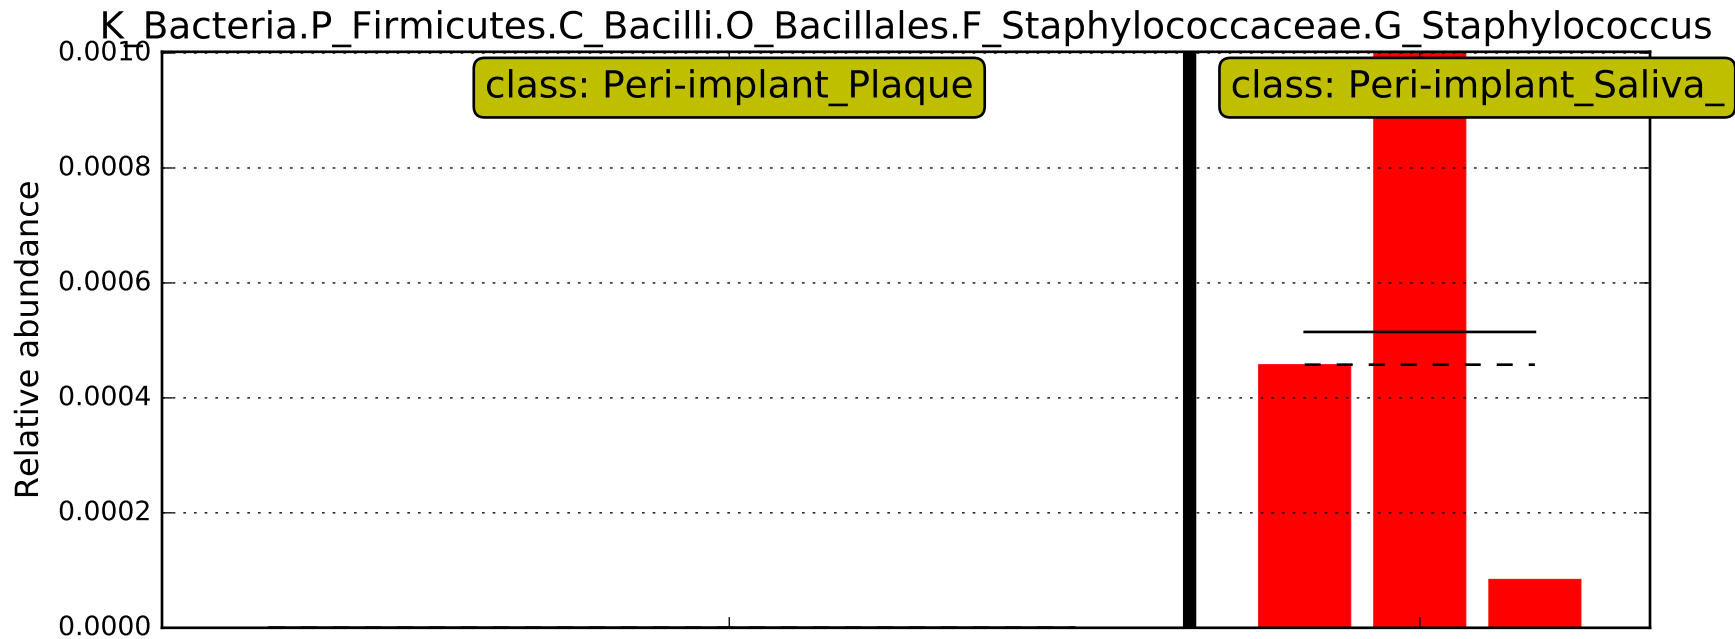 K_Bacteria.P_Firmicutes.C_Bacilli.O_Bacillales.F_Staphylococcaceae.G_Staphylococcus
class: Peri-implant_Plaque
class: Peri-implant_Saliva_
Relative abundance
0.0010
0.0008
0.0006
0.0004
0.0002
0.0000